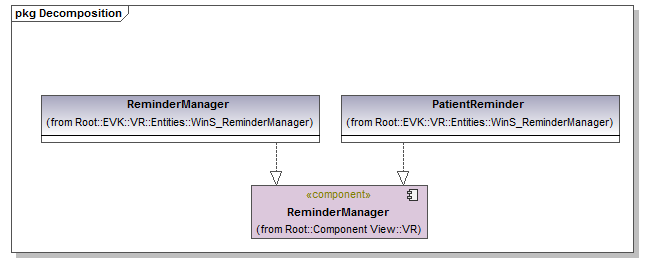 pkg Decomposition
ReminderManager
(from Root::EVK::VR::Entities::WinS_ReminderManager)
PatientReminder
(from Root::EVK::VR::Entities::WinS_ReminderManager)
«component»
ReminderManager
(from Root::Component View::VR)